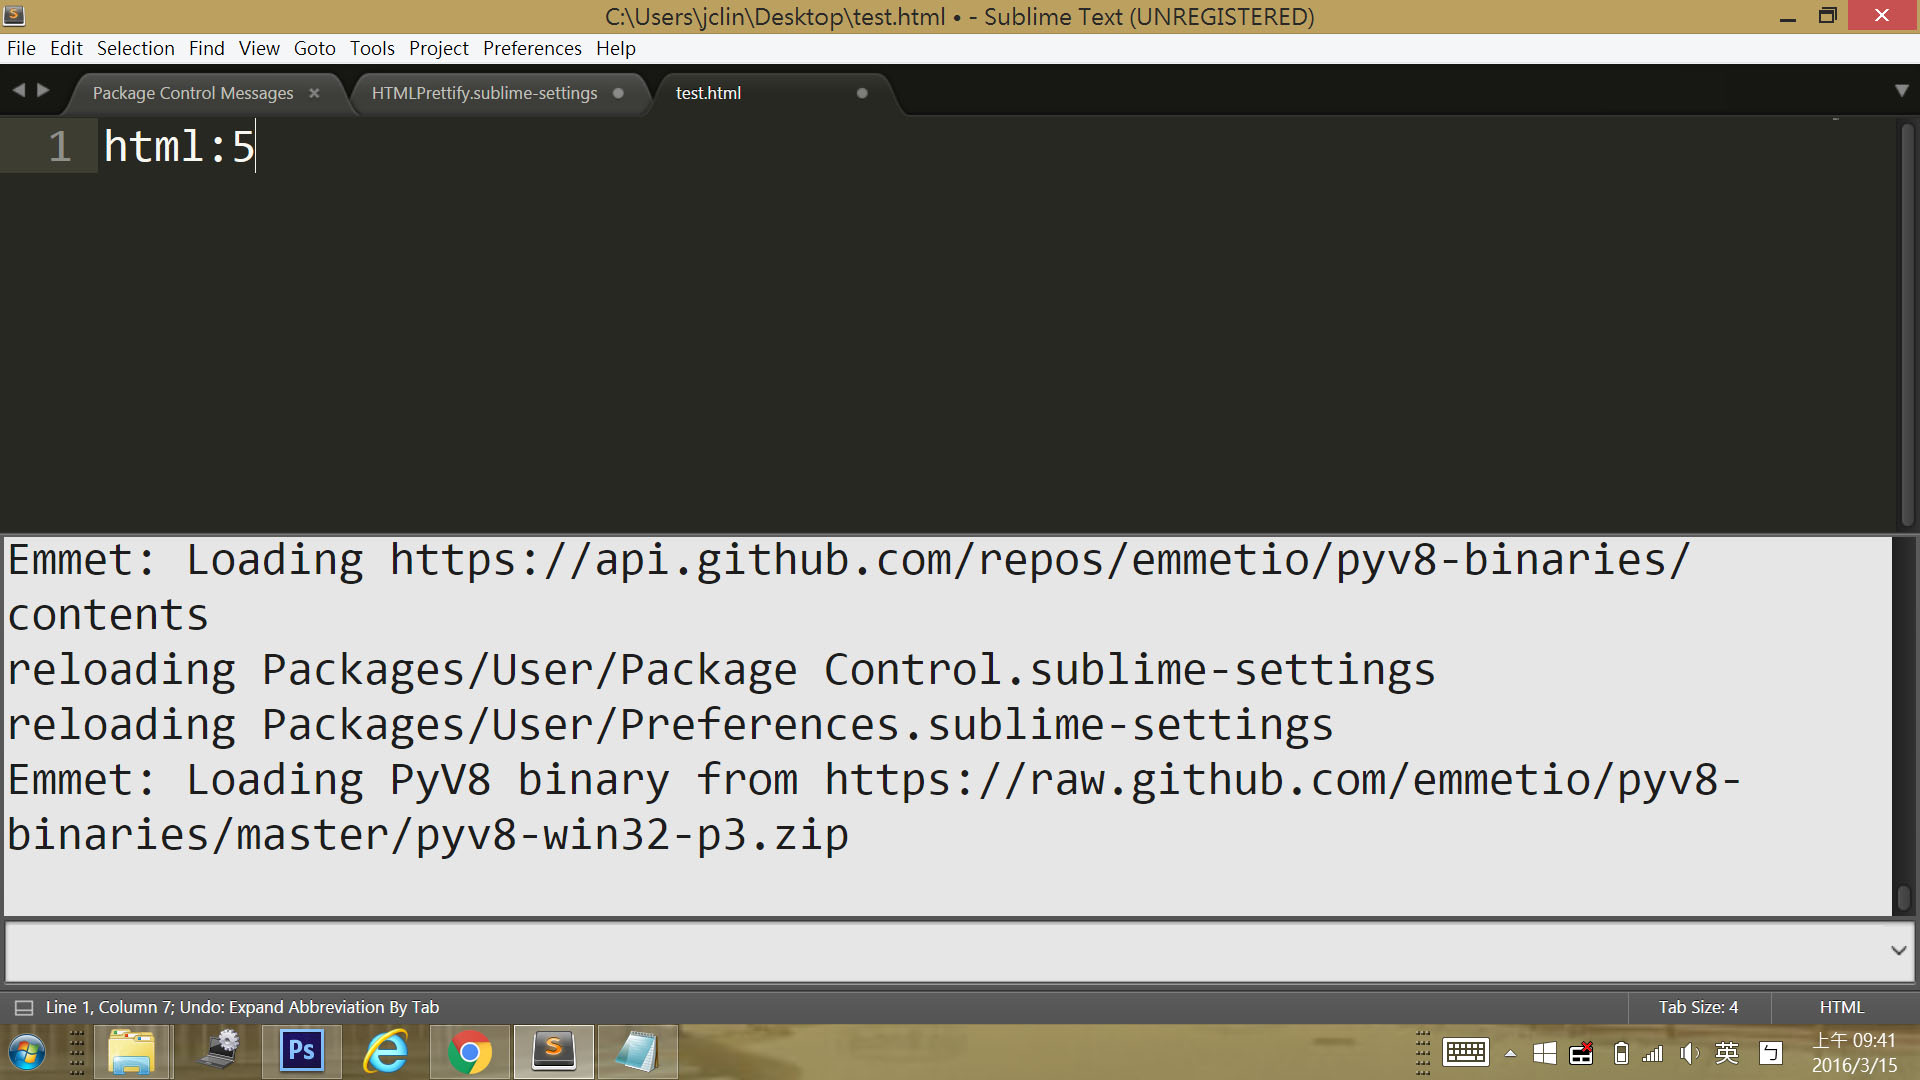 C:\Users\jclin\Desktop\test.html • - Sublime Text (UNREGISTERED)
File Edit Selection Find View Goto Tools Project Preferences Help
Package Control Messages HTMLPrettify.sublime-settings test.html
1 html:5
Emmet: Loading https://api.github.com/repos/emmetio/pyv8-binaries/
contents
reloading Packages/User/Package Control.sublime-settings
reloading Packages/User/Preferences.sublime-settings
Emmet: Loading PyV8 binary from https://raw.github.com/emmetio/pyv8-
binaries/master/pyv8-win32-p3.zip
Line 1, Column 7; Undo: Expand Abbreviation By Tab Tab Size: 4 HTML
Ps S 英 ㄅ 上午 09:41
2016/3/15